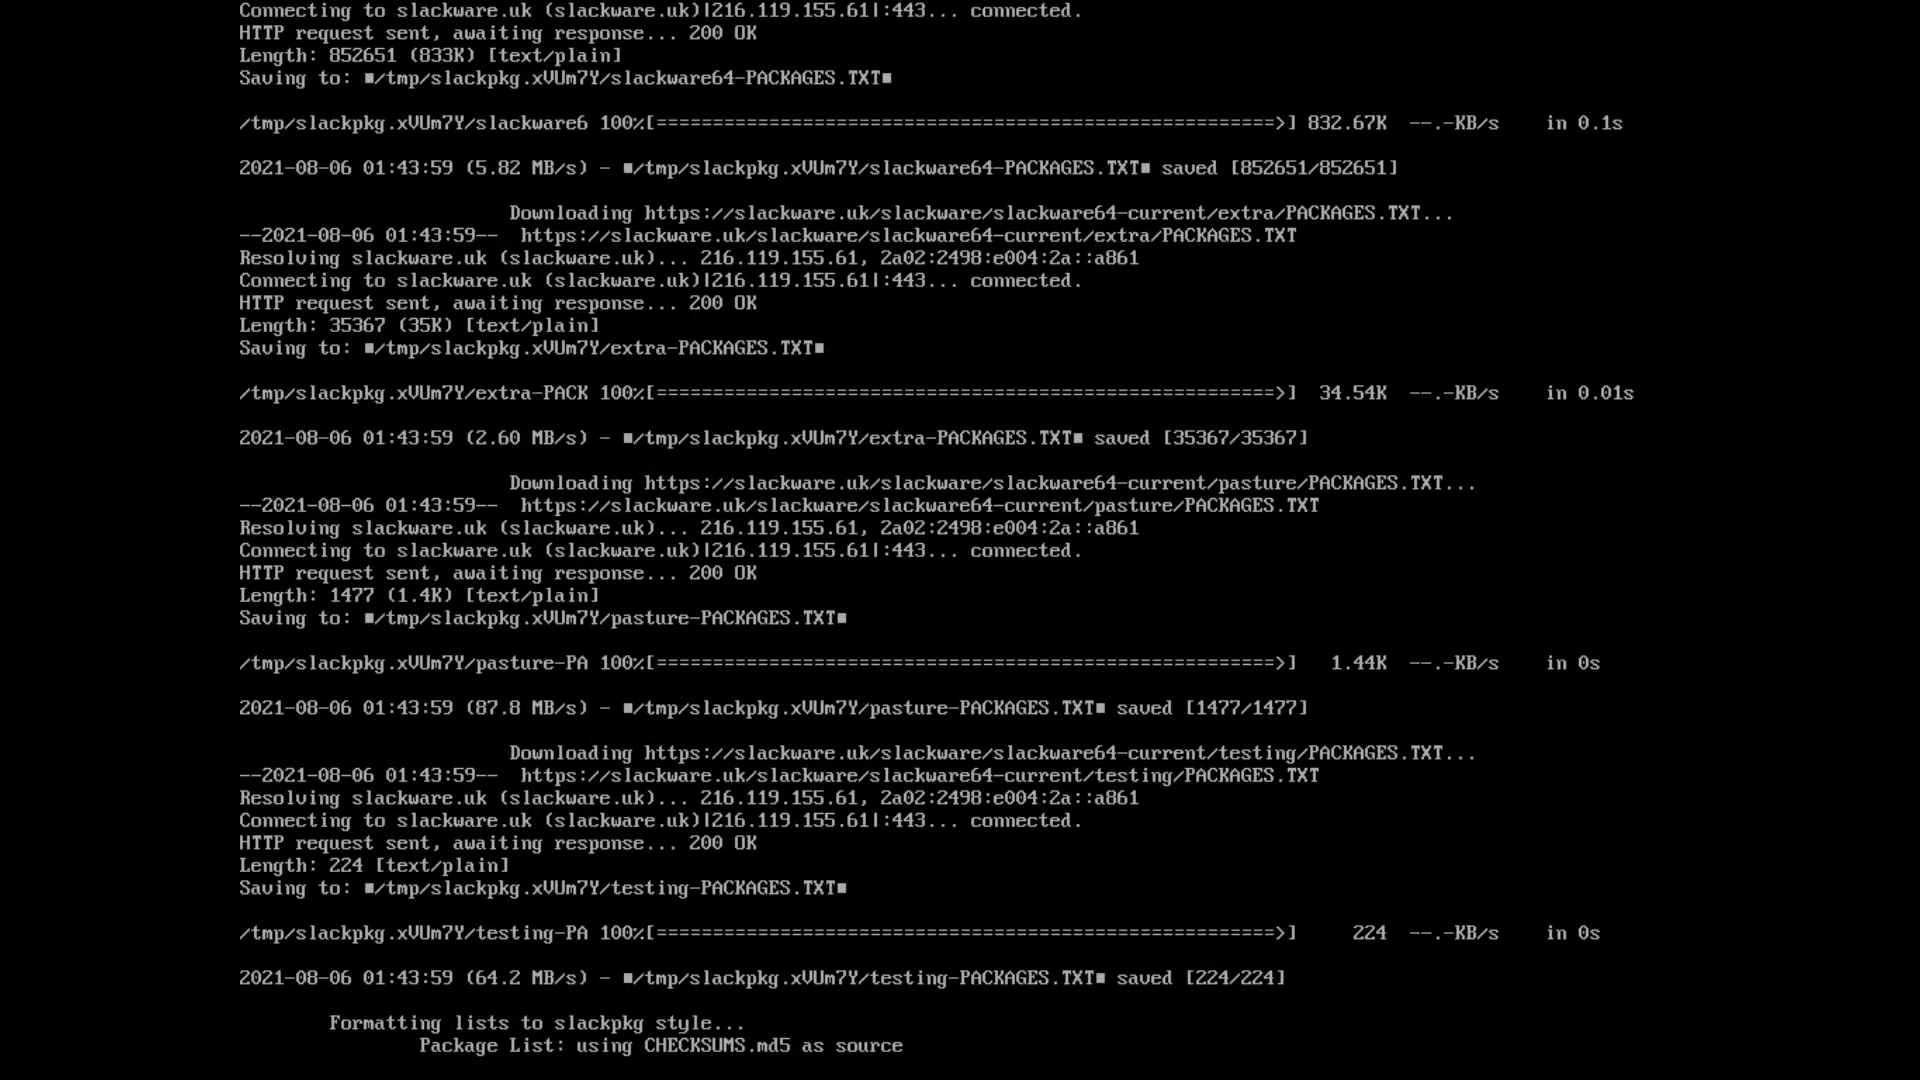 Connecting to slackware.uk (slackware.uk)|216.119.155.61|:443... connected.
HTTP request sent, awaiting response... 200 OK
Length: 852651 (833K) [text/plain]
Saving to: ■/tmp/slackpkg.xVUm7Y/slackware64-PACKAGES.TXT■
/tmp/slackpkg.xVUm7Y/slackware6 100%[=======================================================>] 832.67K  --.-KB/s    in 0.1s
2021-08-06 01:43:59 (5.82 MB/s) - ■/tmp/slackpkg.xVUm7Y/slackware64-PACKAGES.TXT■ saved [852651/852651]
Downloading https://slackware.uk/slackware/slackware64-current/extra/PACKAGES.TXT...
--2021-08-06 01:43:59--  https://slackware.uk/slackware/slackware64-current/extra/PACKAGES.TXT
Resolving slackware.uk (slackware.uk)... 216.119.155.61, 2a02:2498:e004:2a::a861
Connecting to slackware.uk (slackware.uk)|216.119.155.61|:443... connected.
HTTP request sent, awaiting response... 200 OK
Length: 35367 (35K) [text/plain]
Saving to: ■/tmp/slackpkg.xVUm7Y/extra-PACKAGES.TXT■
/tmp/slackpkg.xVUm7Y/extra-PACK 100%[=======================================================>]  34.54K  --.-KB/s    in 0.01s
2021-08-06 01:43:59 (2.60 MB/s) - ■/tmp/slackpkg.xVUm7Y/extra-PACKAGES.TXT■ saved [35367/35367]
Downloading https://slackware.uk/slackware/slackware64-current/pasture/PACKAGES.TXT...
--2021-08-06 01:43:59--  https://slackware.uk/slackware/slackware64-current/pasture/PACKAGES.TXT
Resolving slackware.uk (slackware.uk)... 216.119.155.61, 2a02:2498:e004:2a::a861
Connecting to slackware.uk (slackware.uk)|216.119.155.61|:443... connected.
HTTP request sent, awaiting response... 200 OK
Length: 1477 (1.4K) [text/plain]
Saving to: ■/tmp/slackpkg.xVUm7Y/pasture-PACKAGES.TXT■
/tmp/slackpkg.xVUm7Y/pasture-PA 100%[=======================================================>]   1.44K  --.-KB/s    in 0s
2021-08-06 01:43:59 (87.8 MB/s) - ■/tmp/slackpkg.xVUm7Y/pasture-PACKAGES.TXT■ saved [1477/1477]
Downloading https://slackware.uk/slackware/slackware64-current/testing/PACKAGES.TXT...
--2021-08-06 01:43:59--  https://slackware.uk/slackware/slackware64-current/testing/PACKAGES.TXT
Resolving slackware.uk (slackware.uk)... 216.119.155.61, 2a02:2498:e004:2a::a861
Connecting to slackware.uk (slackware.uk)|216.119.155.61|:443... connected.
HTTP request sent, awaiting response... 200 OK
Length: 224 [text/plain]
Saving to: ■/tmp/slackpkg.xVUm7Y/testing-PACKAGES.TXT■
/tmp/slackpkg.xVUm7Y/testing-PA 100%[=======================================================>]     224  --.-KB/s    in 0s
2021-08-06 01:43:59 (64.2 MB/s) - ■/tmp/slackpkg.xVUm7Y/testing-PACKAGES.TXT■ saved [224/224]
Formatting lists to slackpkg style...
Package List: using CHECKSUMS.md5 as source